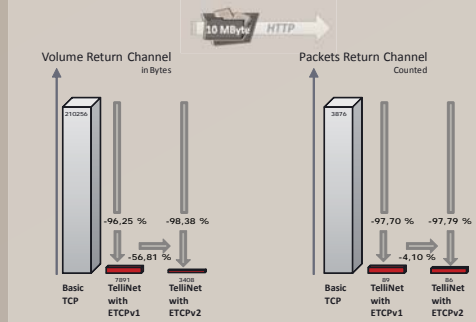 10 MByte HTTP
Volume Return Channel
in Bytes
210256
-96,25 %
-98,38 %
-56,81 %
7891
3408
Basic
TCP
TelliNet
with
ETCPv1
TelliNet
with
ETCPv2
Packets Return Channel
Counted
3876
-97,70 %
-97,79 %
-4,10 %
89
86
Basic
TCP
TelliNet
with
ETCPv1
TelliNet
with
ETCPv2